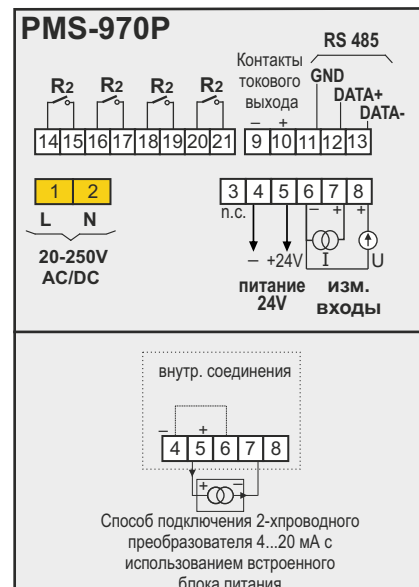 PMS-970P
RS 485
Контакты
токового
выхода
GND
DATA+
DATA-
R2 R2 R2 R2
– +
14 15 16 17 18 19 20 21 9 10 11 12 13
1 2
L N
20-250V
AC/DC
3 4 5 6 7 8
n.c.
– + +
– +24V I U
питание
24V
изм.
входы
внутр. соединения
– +
4 5 6 7 8
+ –
Способ подключения 2-хпроводного
преобразователя 4...20 мА с
использованием встроенного
блока питания